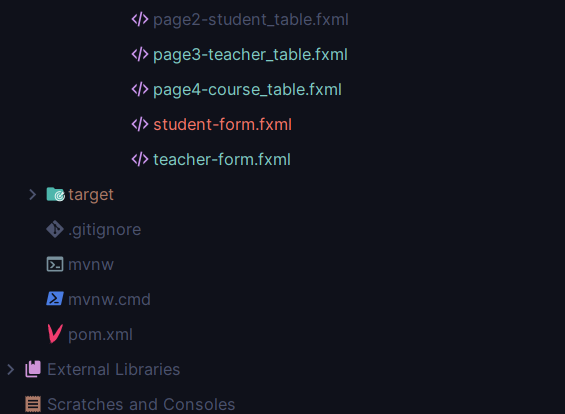 page2-student_table.fxml
page3-teacher_table.fxml
page4-course_table.fxml
student-form.fxml
teacher-form.fxml
target
.gitignore
mvnw
mvnw.cmd
pom.xml
External Libraries
Scratches and Consoles